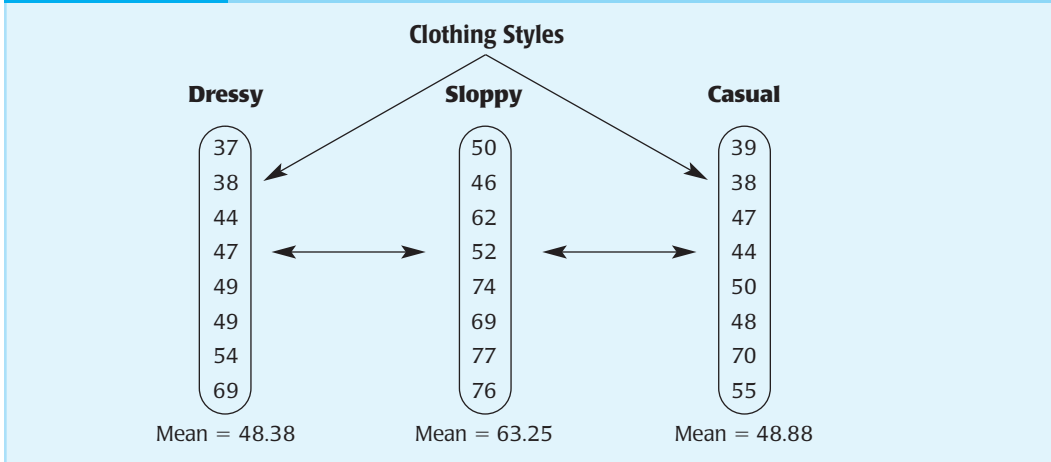 Clothing Styles
Dressy Sloppy Casual
37 50 39
38 46 38
44 62 47
47 52 44
49 74 50
49 69 48
54 77 70
69 76 55
Mean = 48.38 Mean = 63.25 Mean = 48.88